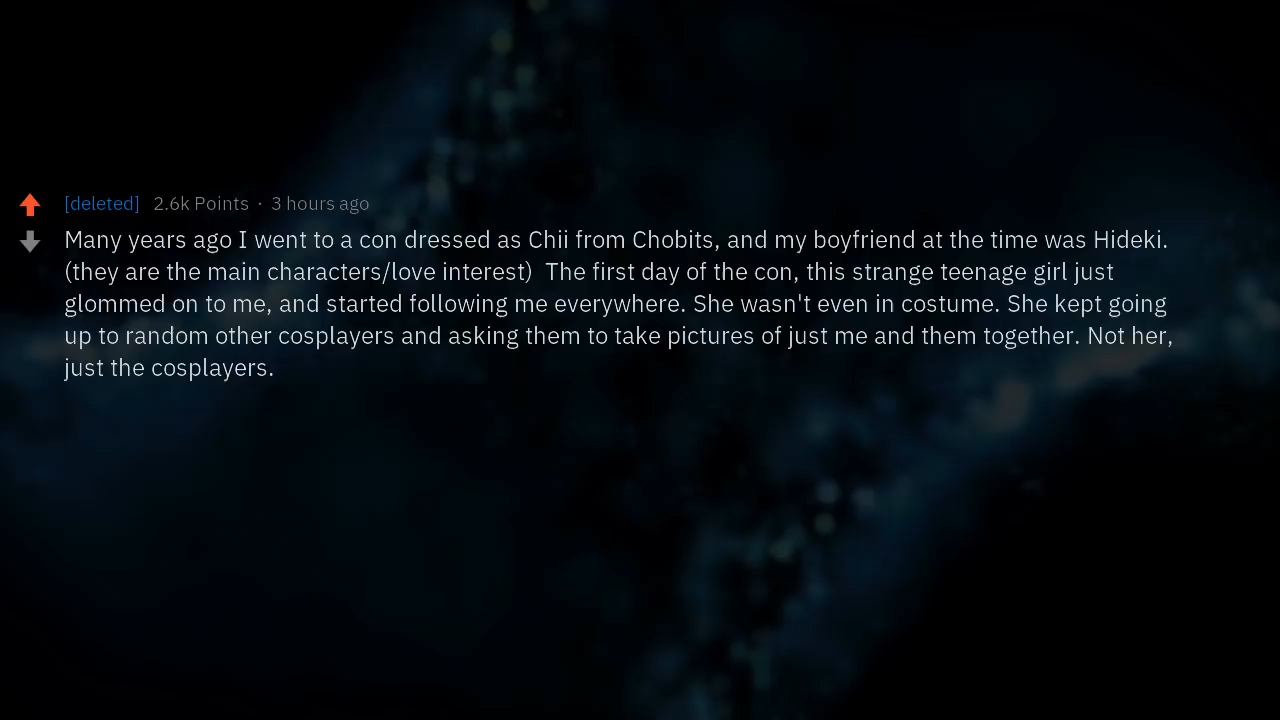 [deleted] 2.6k Points · 3 hours ago
Many years ago I went to a con dressed as Chii from Chobits, and my boyfriend at the time was Hideki.
(they are the main characters/love interest)  The first day of the con, this strange teenage girl just
glommed on to me, and started following me everywhere. She wasn't even in costume. She kept going
up to random other cosplayers and asking them to take pictures of just me and them together. Not her,
just the cosplayers.